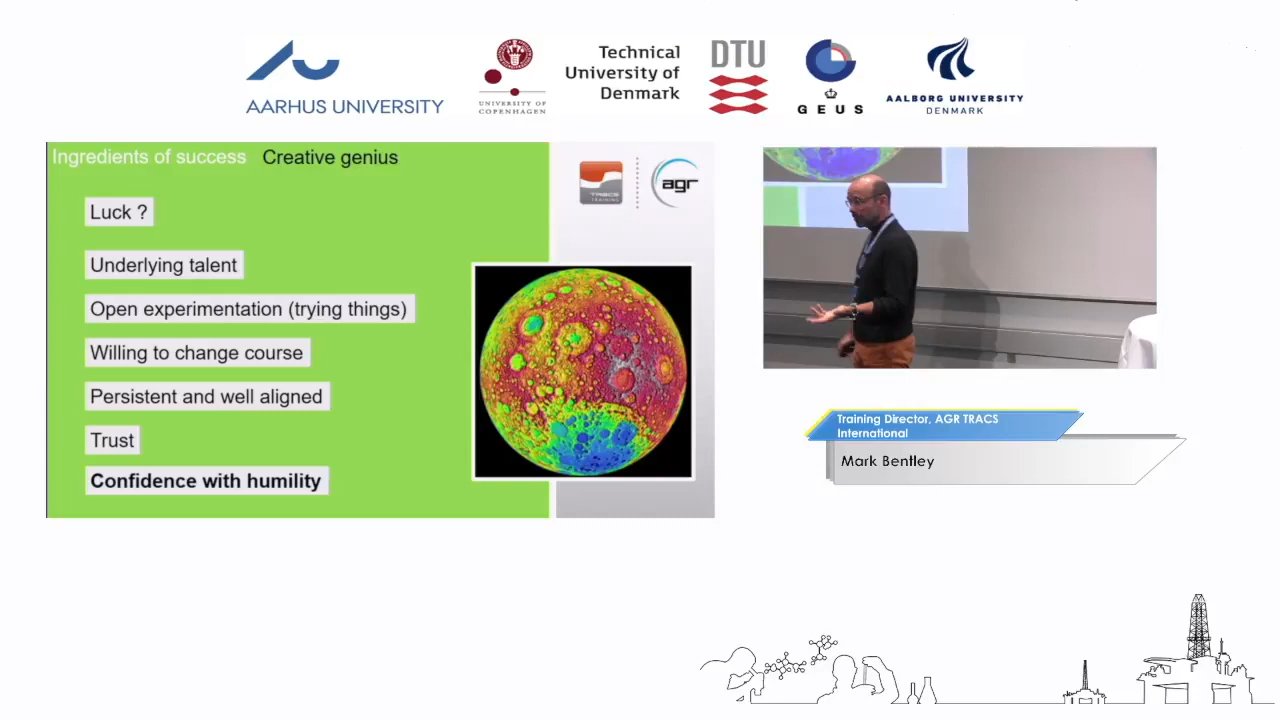 AARHUS UNIVERSITY
UNIVERSITY OF
COPENHAGEN
Technical
University of
Denmark
DTU
GEUS
AALBORG UNIVERSITY
DENMARK
Ingredients of success Creative genius
Luck ?
Underlying talent
Open experimentation (trying things)
Willing to change course
Persistent and well aligned
Trust
Confidence with humility
TRACS
TRAINING
agr
Training Director, AGR TRACS
International
Mark Bentley